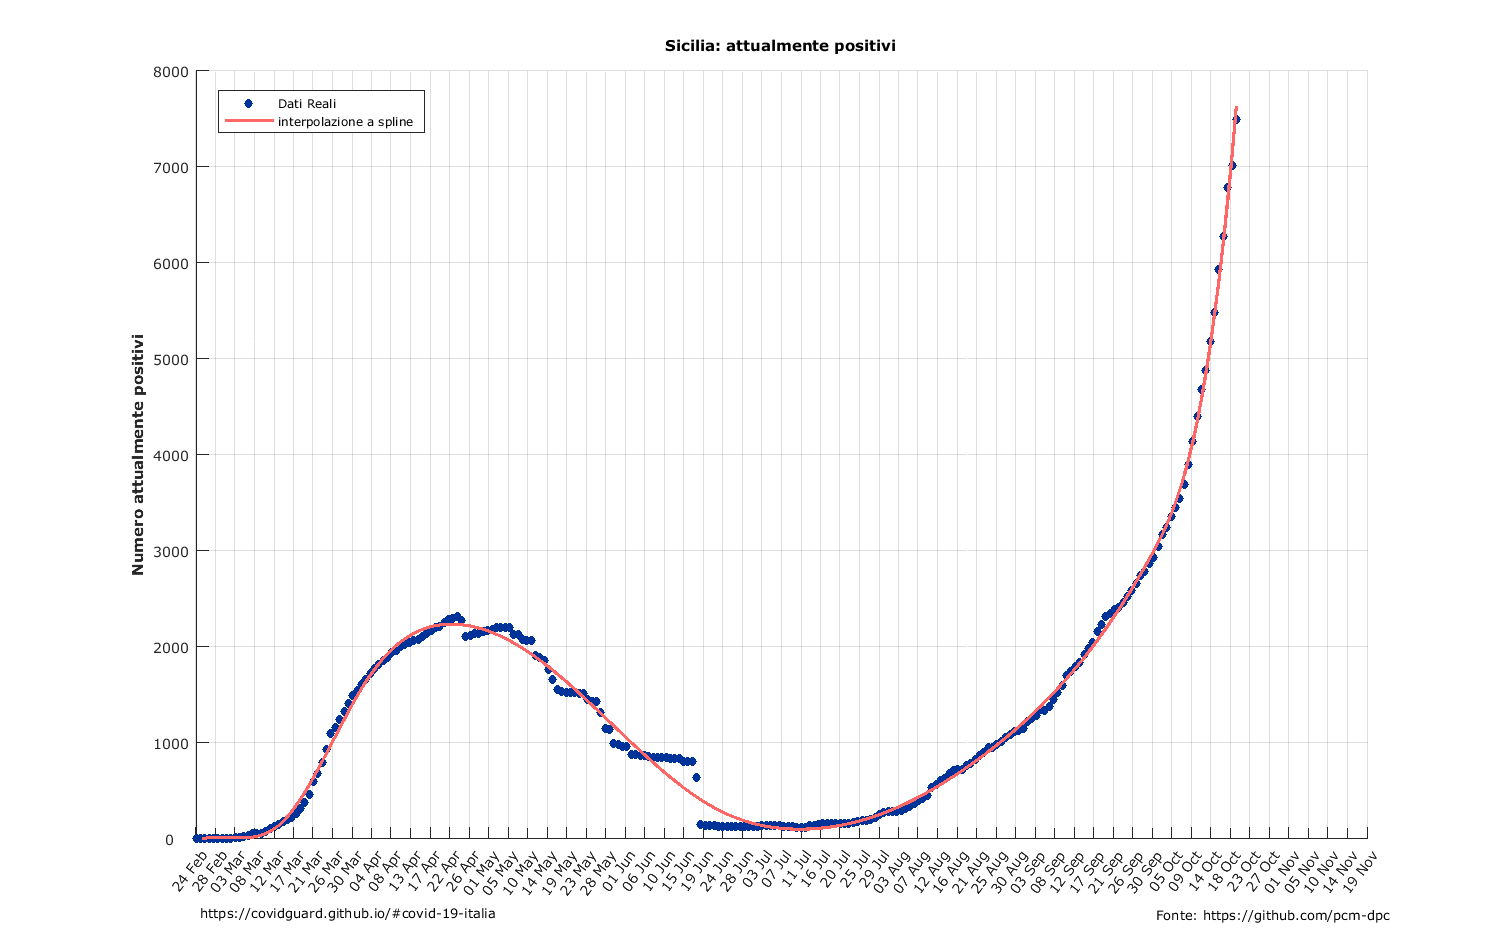 Sicilia: attualmente positivi
Dati Reali
interpolazione a spline
Numero attualmente positivi
8000
7000
6000
5000
4000
3000
2000
1000
0
24 Feb
28 Feb
03 Mar
08 Mar
12 Mar
17 Mar
21 Mar
26 Mar
30 Mar
04 Apr
08 Apr
13 Apr
17 Apr
22 Apr
26 Apr
01 May
05 May
10 May
14 May
19 May
23 May
28 May
01 Jun
06 Jun
10 Jun
15 Jun
19 Jun
24 Jun
28 Jun
03 Jul
07 Jul
11 Jul
16 Jul
20 Jul
25 Jul
29 Jul
03 Aug
07 Aug
12 Aug
16 Aug
21 Aug
25 Aug
30 Aug
03 Sep
08 Sep
12 Sep
17 Sep
21 Sep
26 Sep
30 Sep
05 Oct
09 Oct
14 Oct
18 Oct
23 Oct
27 Oct
01 Nov
05 Nov
10 Nov
14 Nov
19 Nov
https://covidguard.github.io/#covid-19-italia
Fonte: https://github.com/pcm-dpc